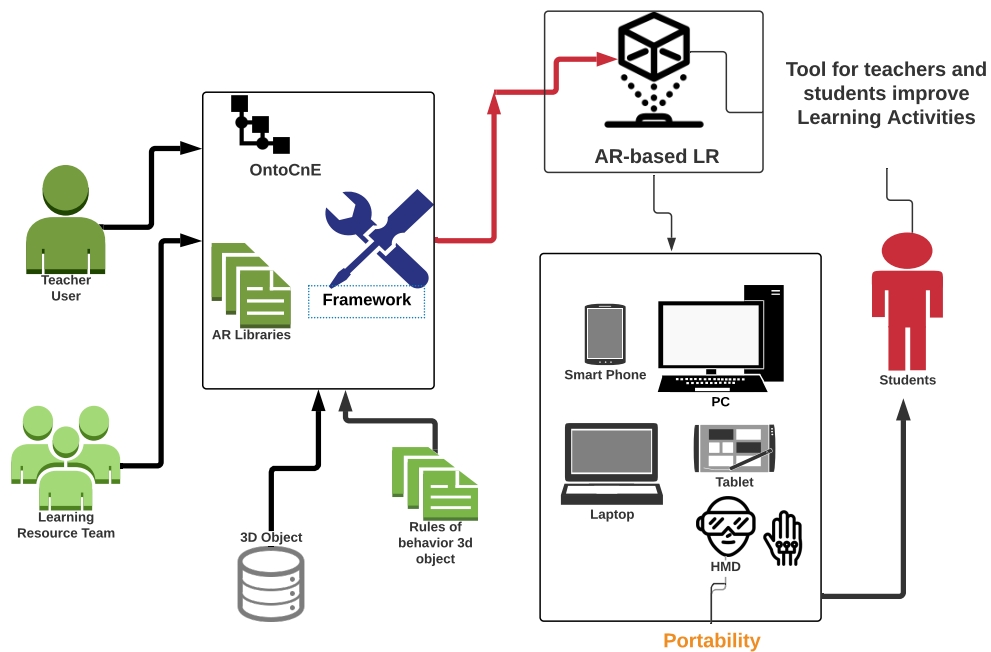 Tool for teachers and
students improve
Learning Activities
AR-based LR
OntoCnE
Framework
AR Libraries
Teacher
User
Learning
Resource Team
3D Object
Rules of
behavior 3d
object
Smart Phone
PC
Laptop
Tablet
HMD
Portability
Students